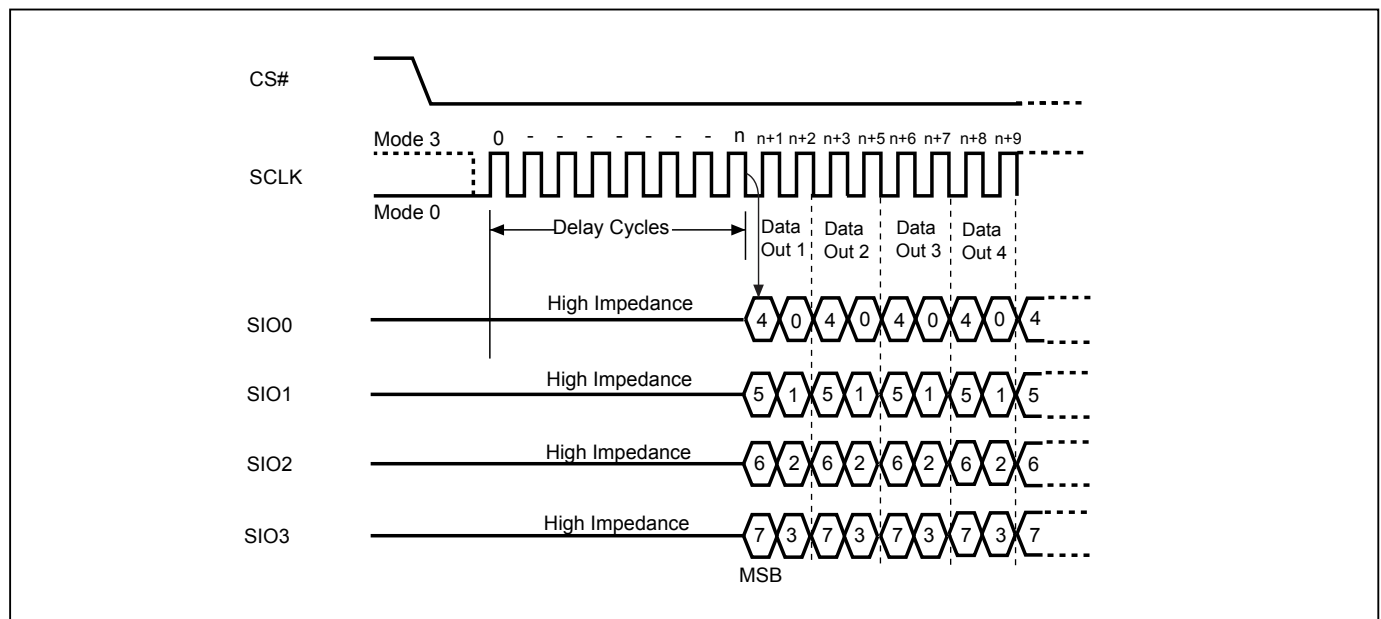 CS#
Mode 3
0 - - - - - - - n n+1 n+2 n+3 n+5 n+6 n+7 n+8 n+9
SCLK
Mode 0
Delay Cycles
Data Out 1
Data Out 2
Data Out 3
Data Out 4
High Impedance
SIO0
4 0 4 0 4 0 4 0 4
High Impedance
SIO1
5 1 5 1 5 1 5 1 5
High Impedance
SIO2
6 2 6 2 6 2 6 2 6
High Impedance
SIO3
7 3 7 3 7 3 7 3 7
MSB